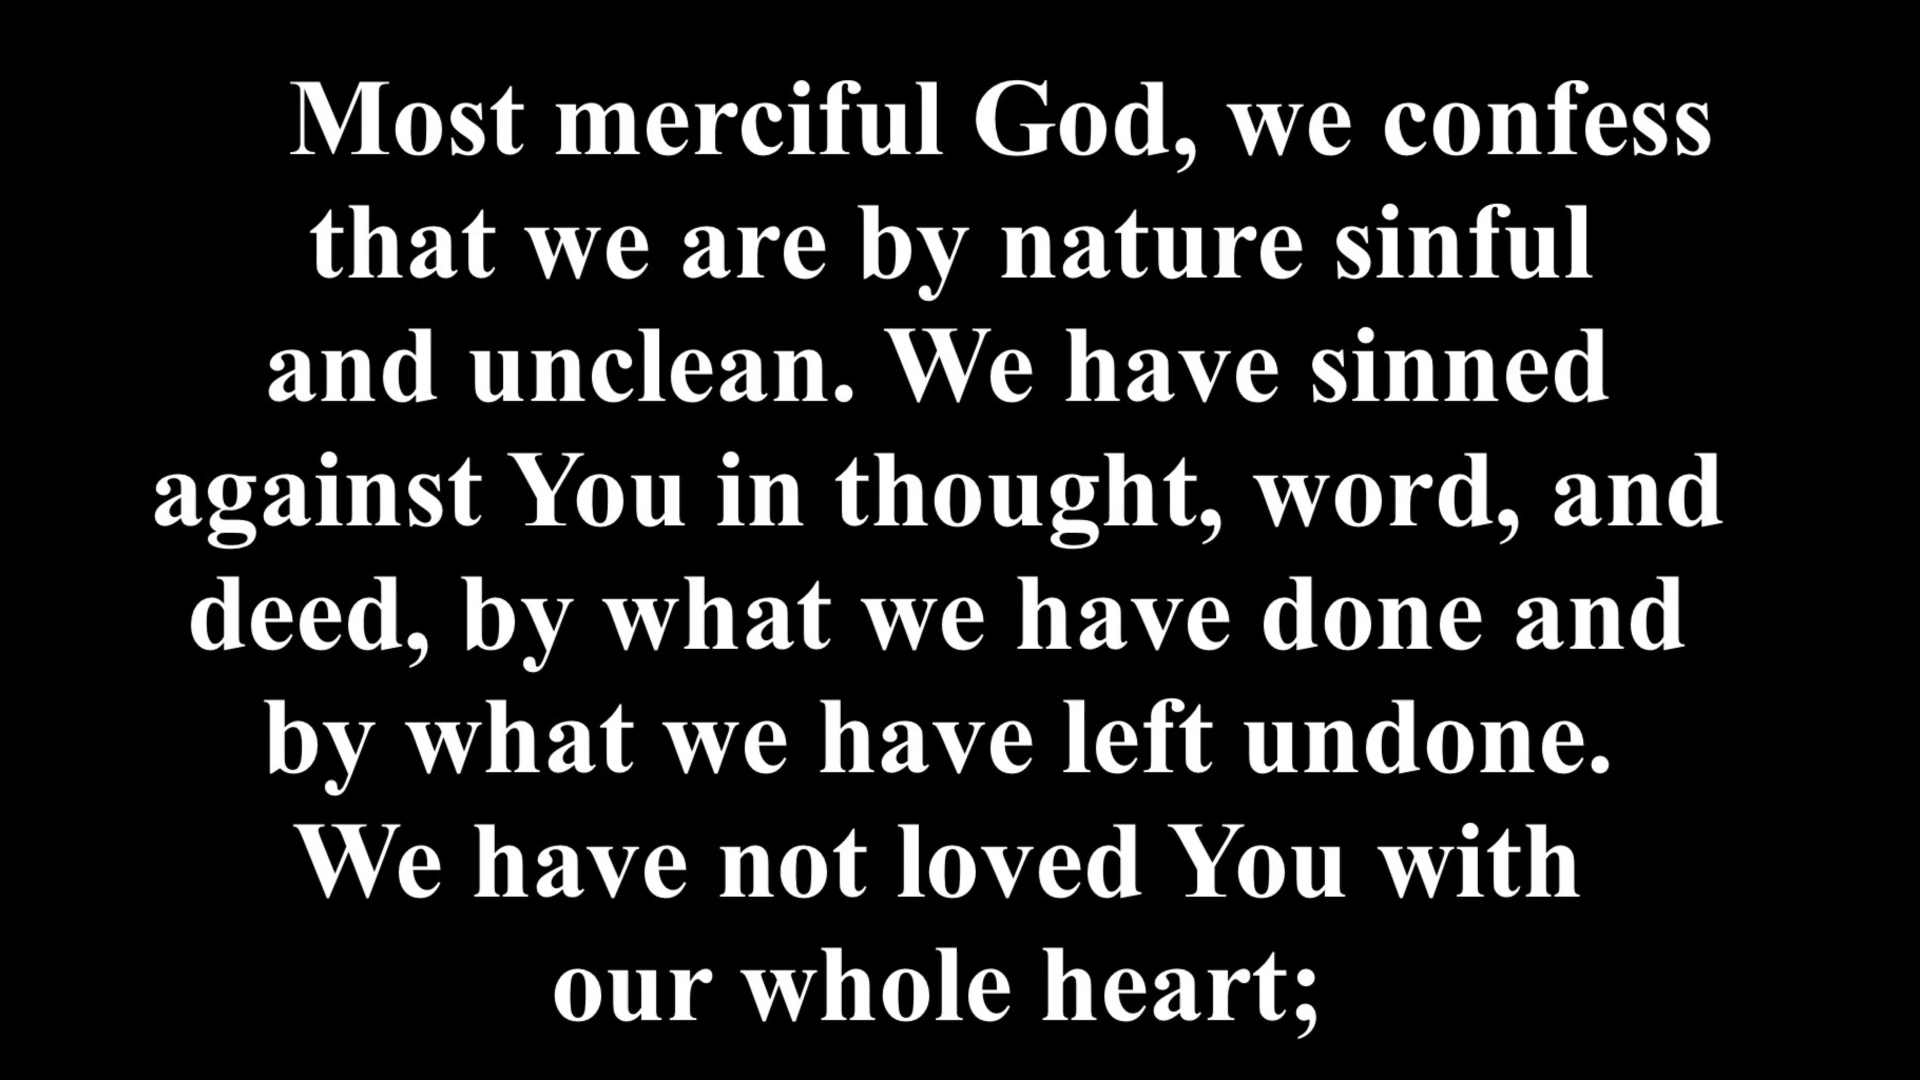 Most merciful God, we confess
that we are by nature sinful
and unclean. We have sinned
against You in thought, word, and
deed, by what we have done and
by what we have left undone.
We have not loved You with
our whole heart;